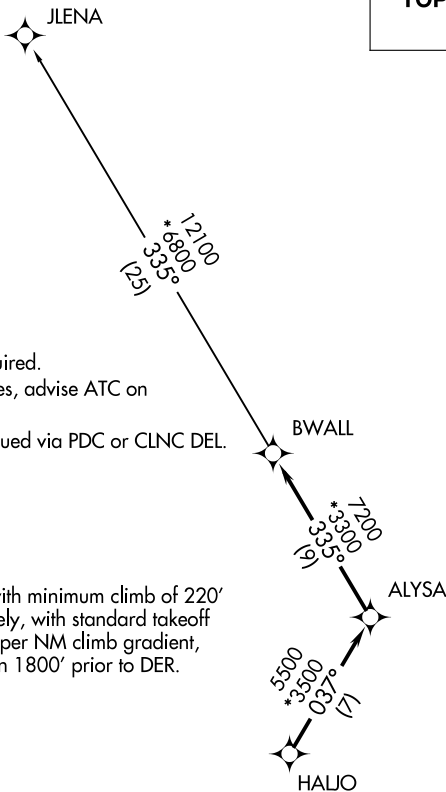 TOP
JLENA
12100
*6800
335°
(25)
uired.
es, advise ATC on
ued via PDC or CLNC DEL.
BWALL
7200
*3300
335°
(9)
ith minimum climb of 220'
ely, with standard takeoff
per NM climb gradient,
n 1800' prior to DER.
ALYSA
5500
*3500
037°
(7)
HALJO